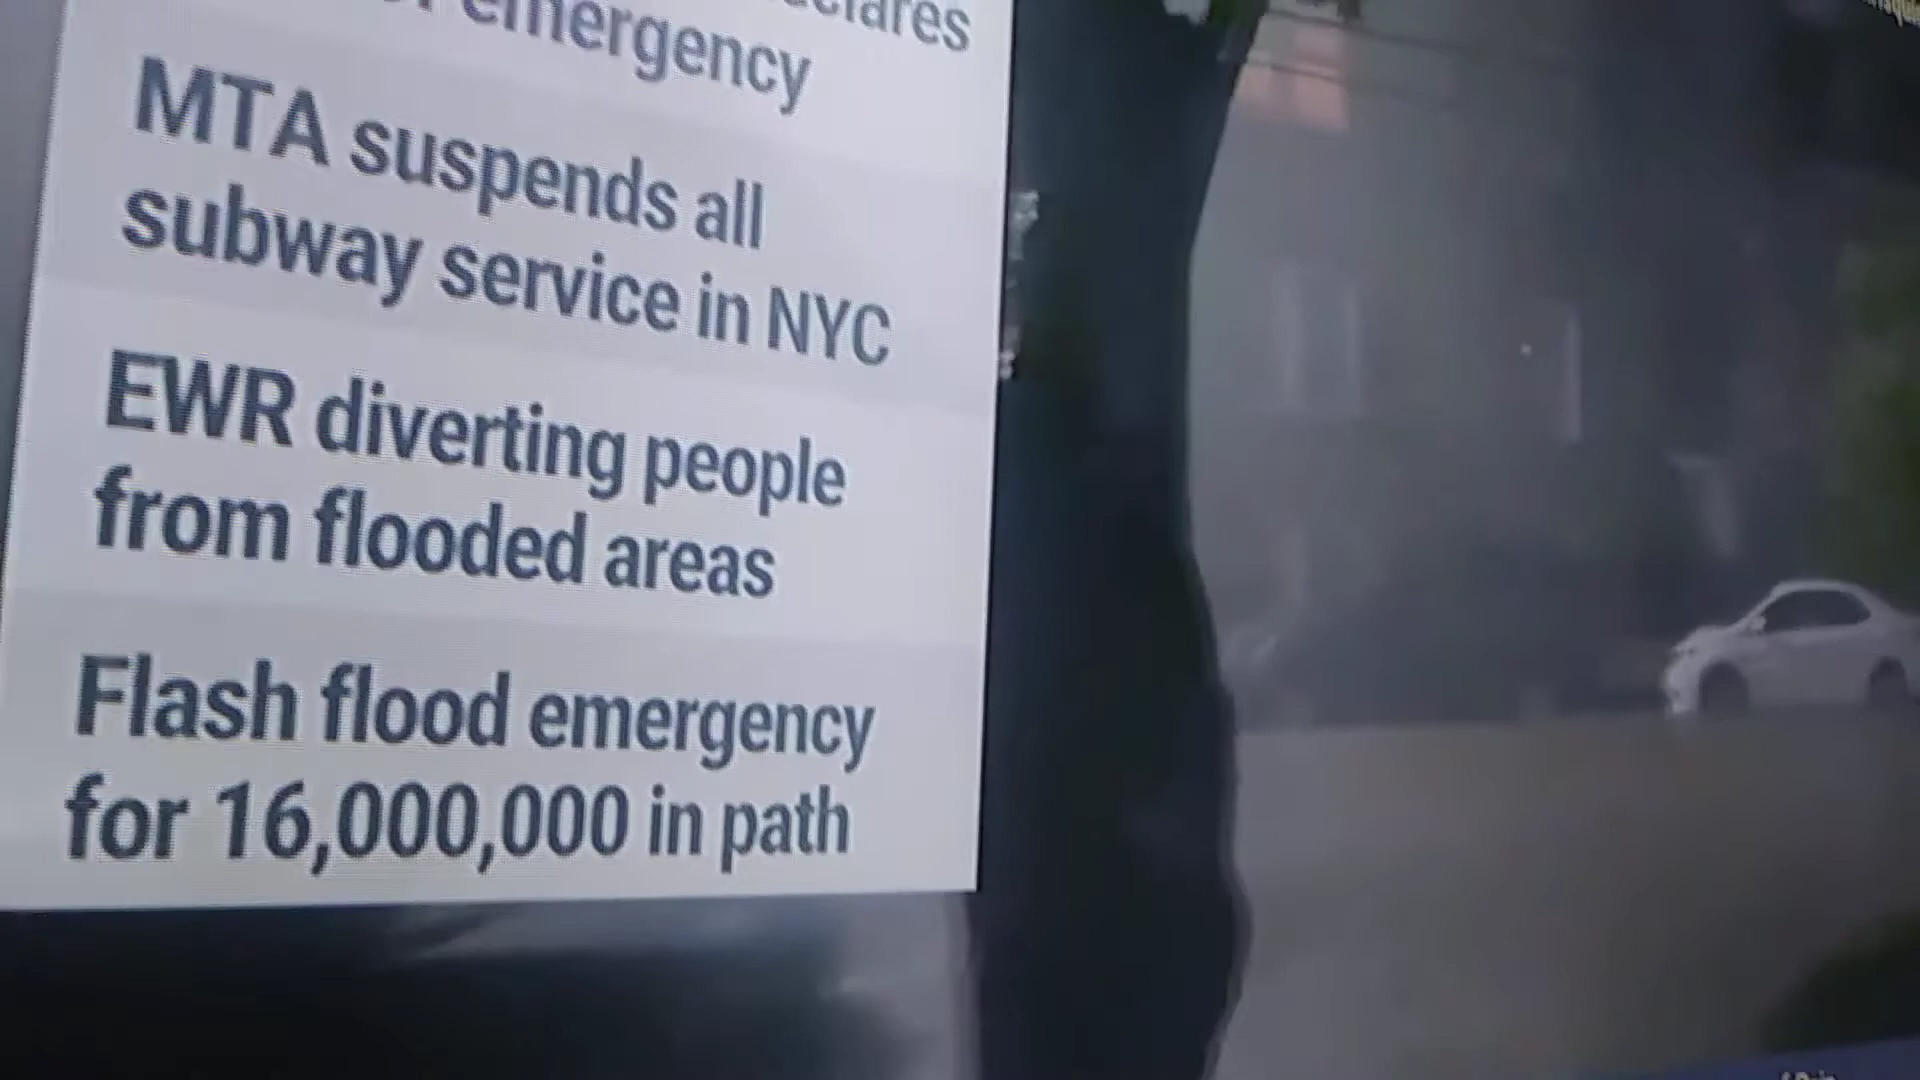 emergency
MTA suspends all
subway service in NYC
EWR diverting people
from flooded areas
Flash flood emergency
for 16,000,000 in path